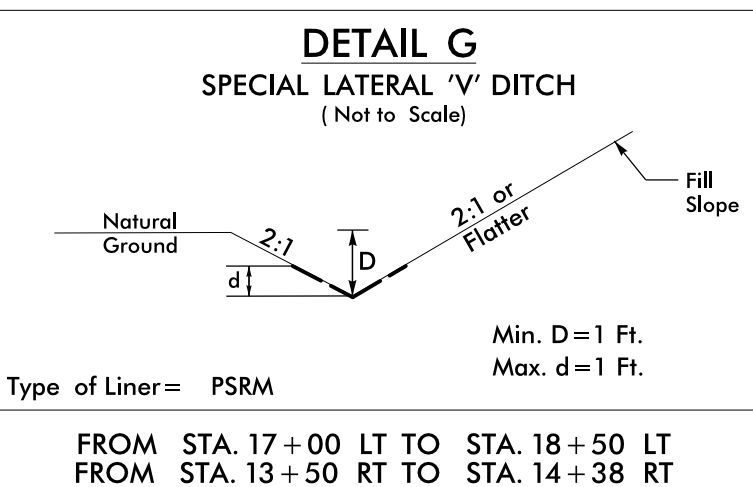 DETAIL G
SPECIAL LATERAL 'V' DITCH
( Not to Scale)
Natural
Ground
2:1
D
d
2:1 or
Flatter
Fill
Slope
Min. D=1 Ft.
Max. d=1 Ft.
Type of Liner= PSRM
FROM STA. 17+00 LT TO STA. 18+50 LT
FROM STA. 13+50 RT TO STA. 14+38 RT